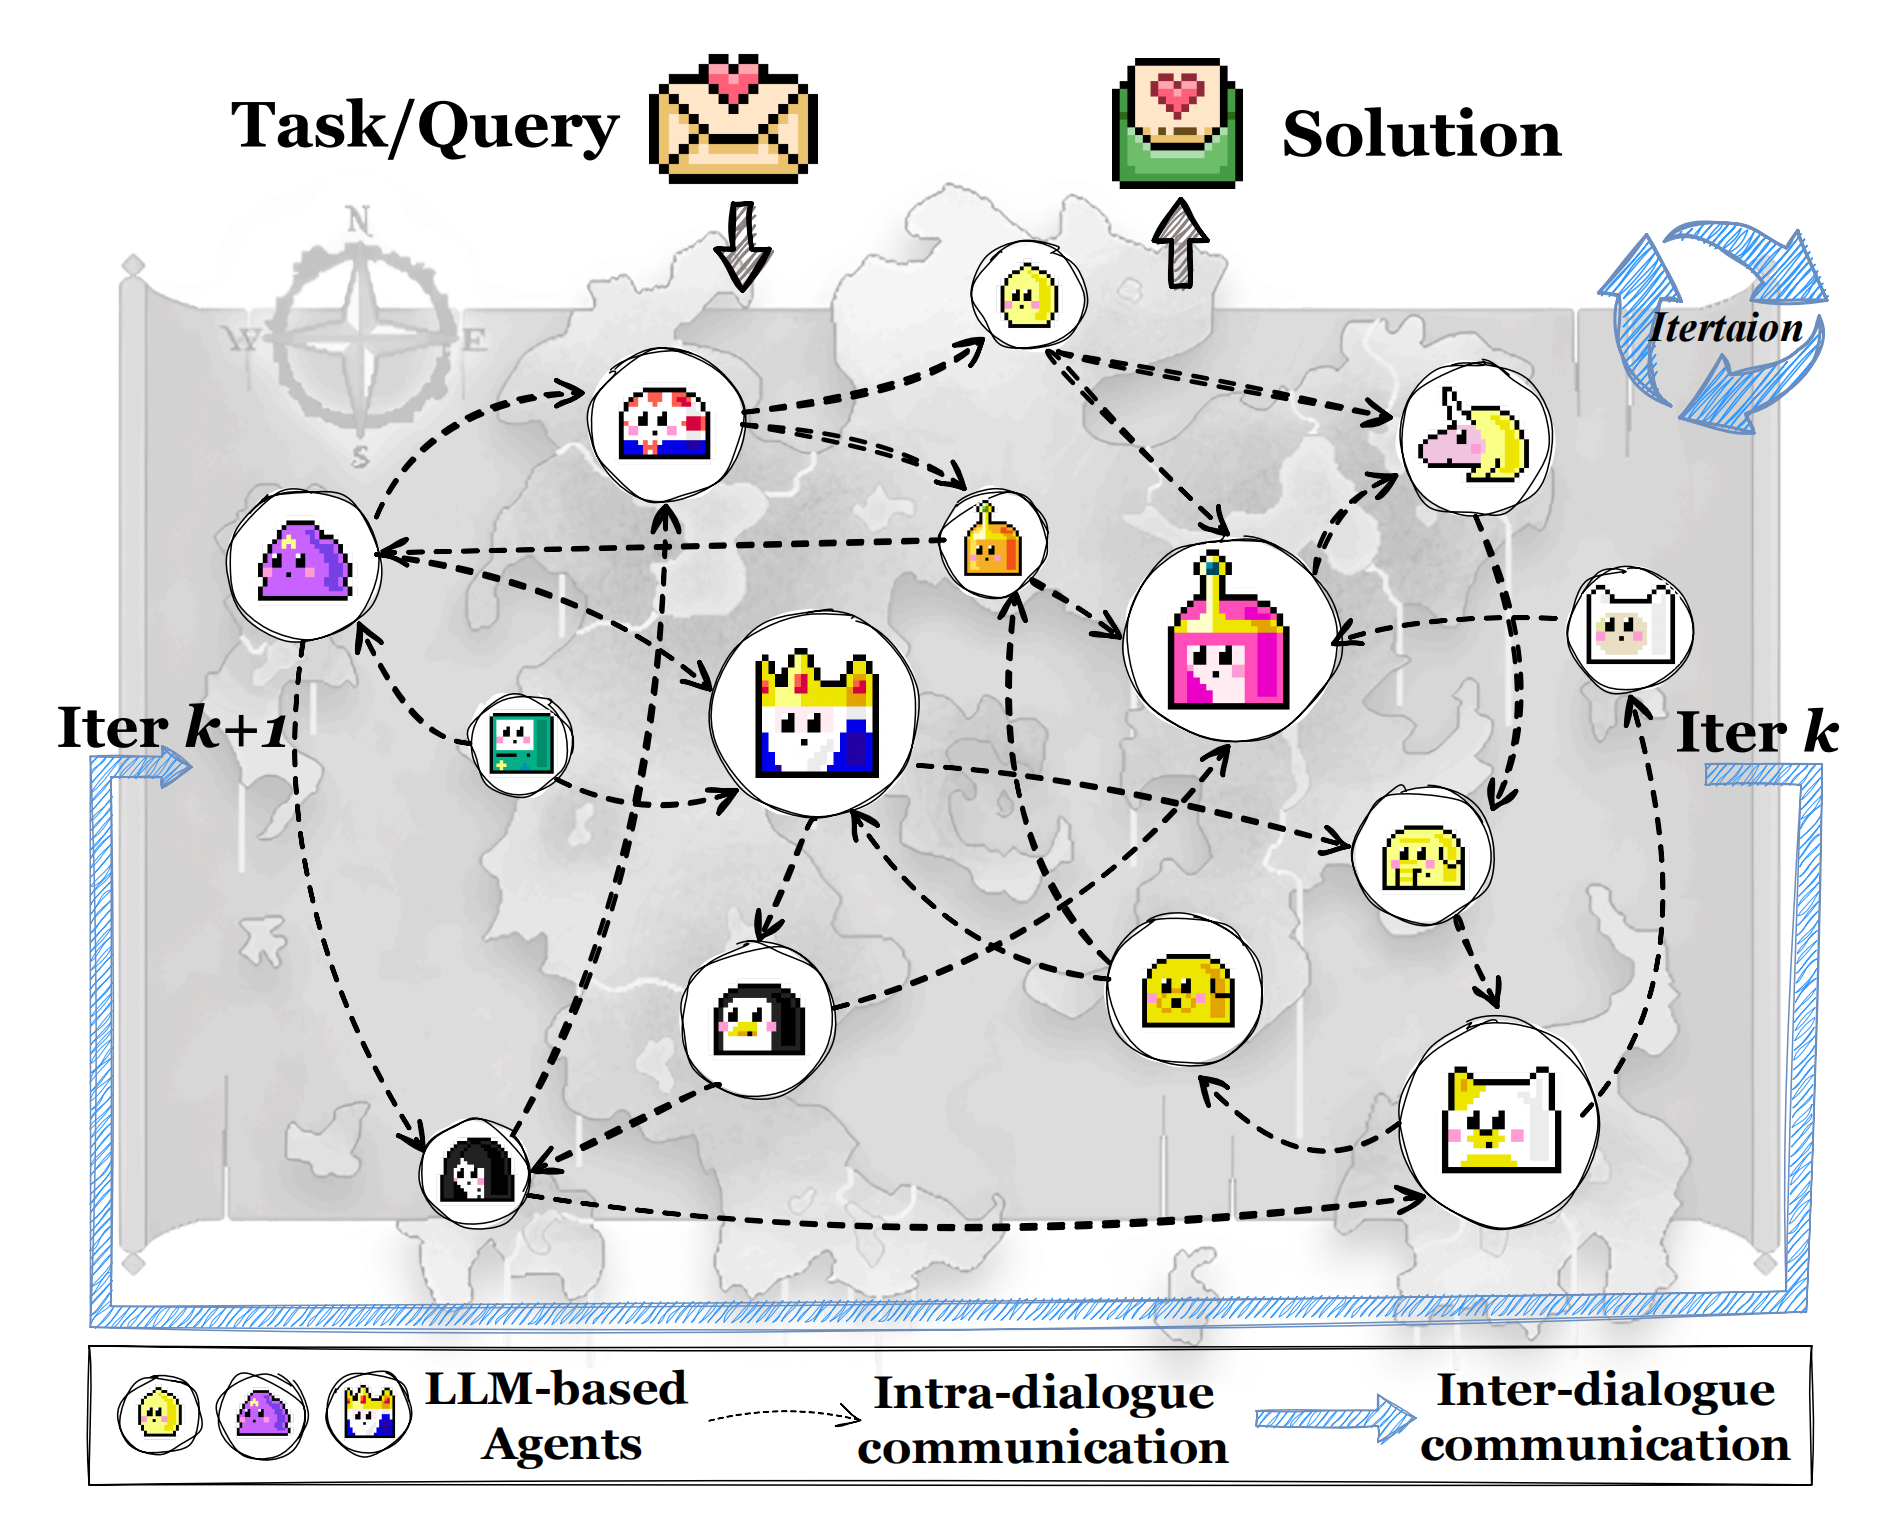 Task/Query
Solution
N
W
E
S
Itertaion
Iter k+1
Iter k
LLM-based
Agents
Intra-dialogue
communication
Inter-dialogue
communication